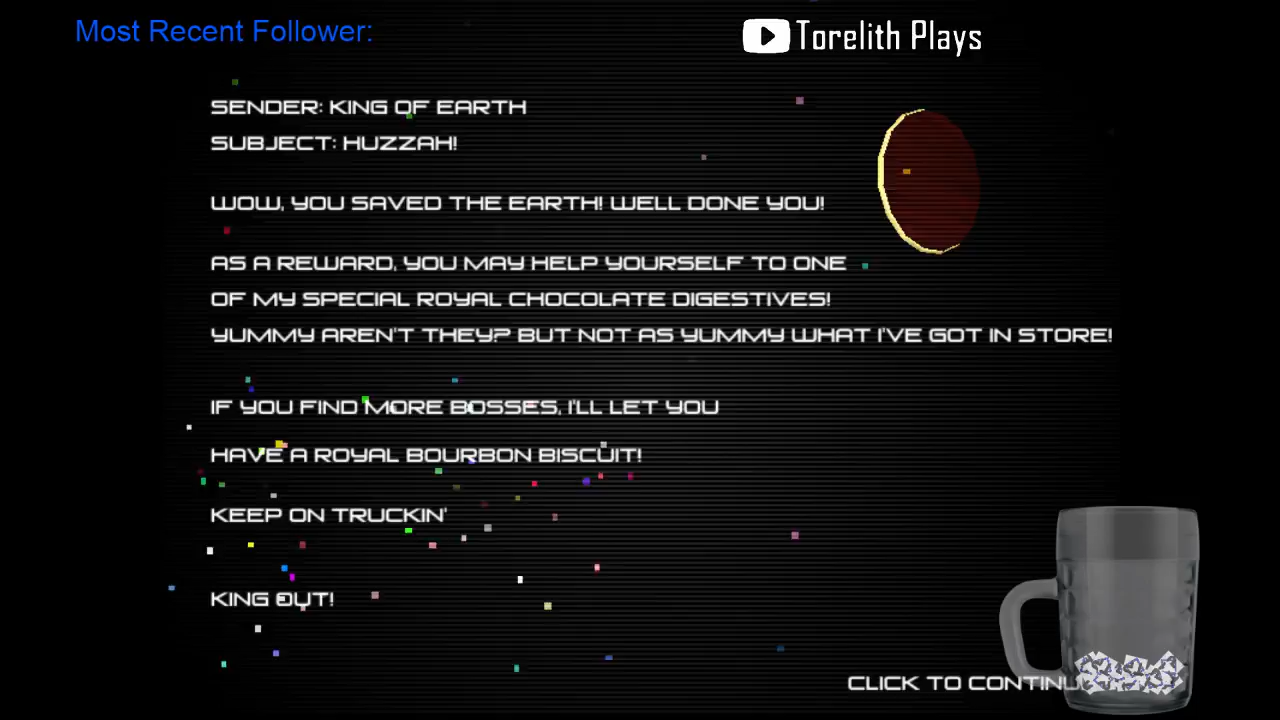 Most Recent Follower:
Torelith Plays
SENDER: KING OF EARTH
SUBJECT: HUZZAH!
WOW, YOU SAVED THE EARTH! WELL DONE YOU!
AS A REWARD, YOU MAY HELP YOURSELF TO ONE
OF MY SPECIAL ROYAL CHOCOLATE DIGESTIVES!
YUMMY AREN'T THEY? BUT NOT AS YUMMY WHAT I'VE GOT IN STORE!
IF YOU FIND MORE BOSSES, I'LL LET YOU
HAVE A ROYAL BOURBON BISCUIT!
KEEP ON TRUCKIN'
KING OUT!
CLICK TO CONTINU